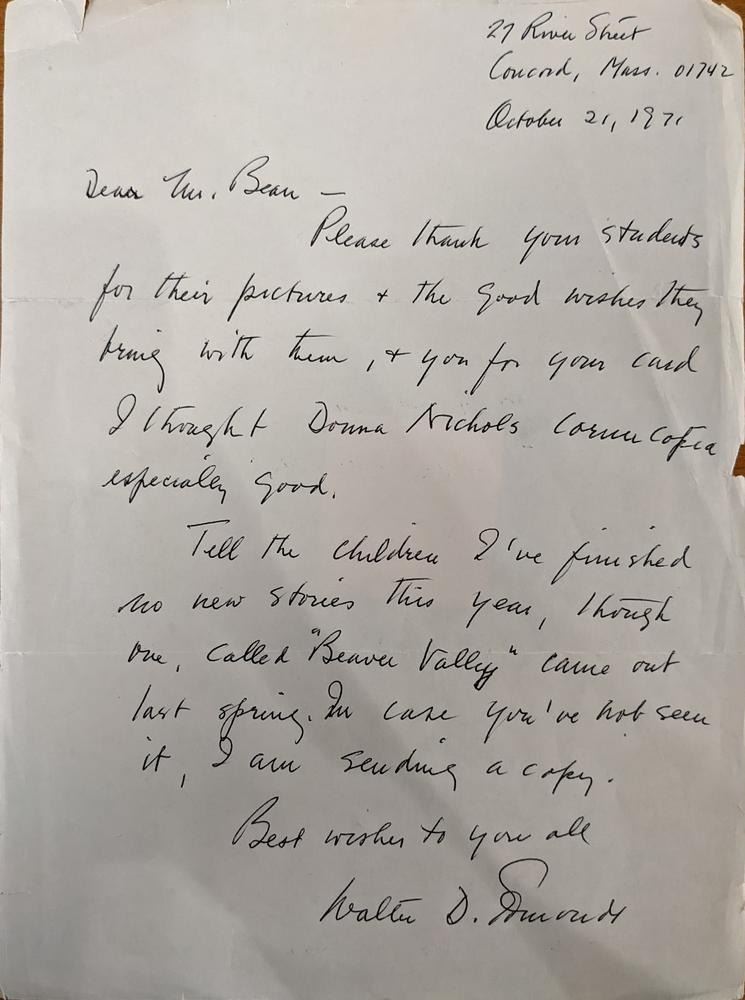 27 River Street
Concord, Mass. 01742
October 21, 1971
Dear Mr. Bean —
Please thank your students
for their pictures + the good wishes they
bring with them, + you for your card
I thought Donna Nichols Cornucopia
especially good.
Tell the children I've finished
no new stories this year, though
one, called "Beaver Valley" came out
last spring. In case you've not seen
it, I am sending a copy.
Best wishes to you all
Walter D. Edmonds